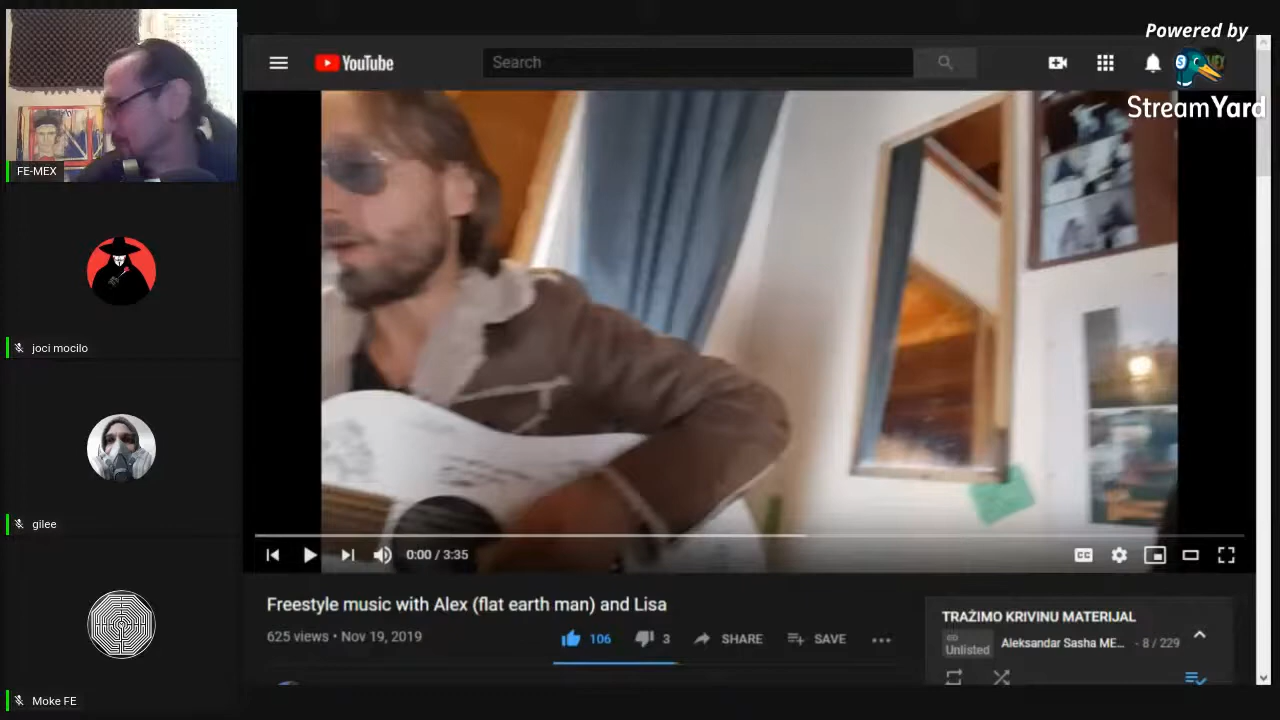 Powered by
StreamYard
YouTube
Search
FE-MEX
joci mocilo
gilee
Moke FE
0:00 / 3:35
CC
Freestyle music with Alex (flat earth man) and Lisa
625 views • Nov 19, 2019
106
3
SHARE
SAVE
TRAŽIMO KRIVINU MATERIJAL
Unlisted
Aleksandar Sasha ME... - 8 / 229